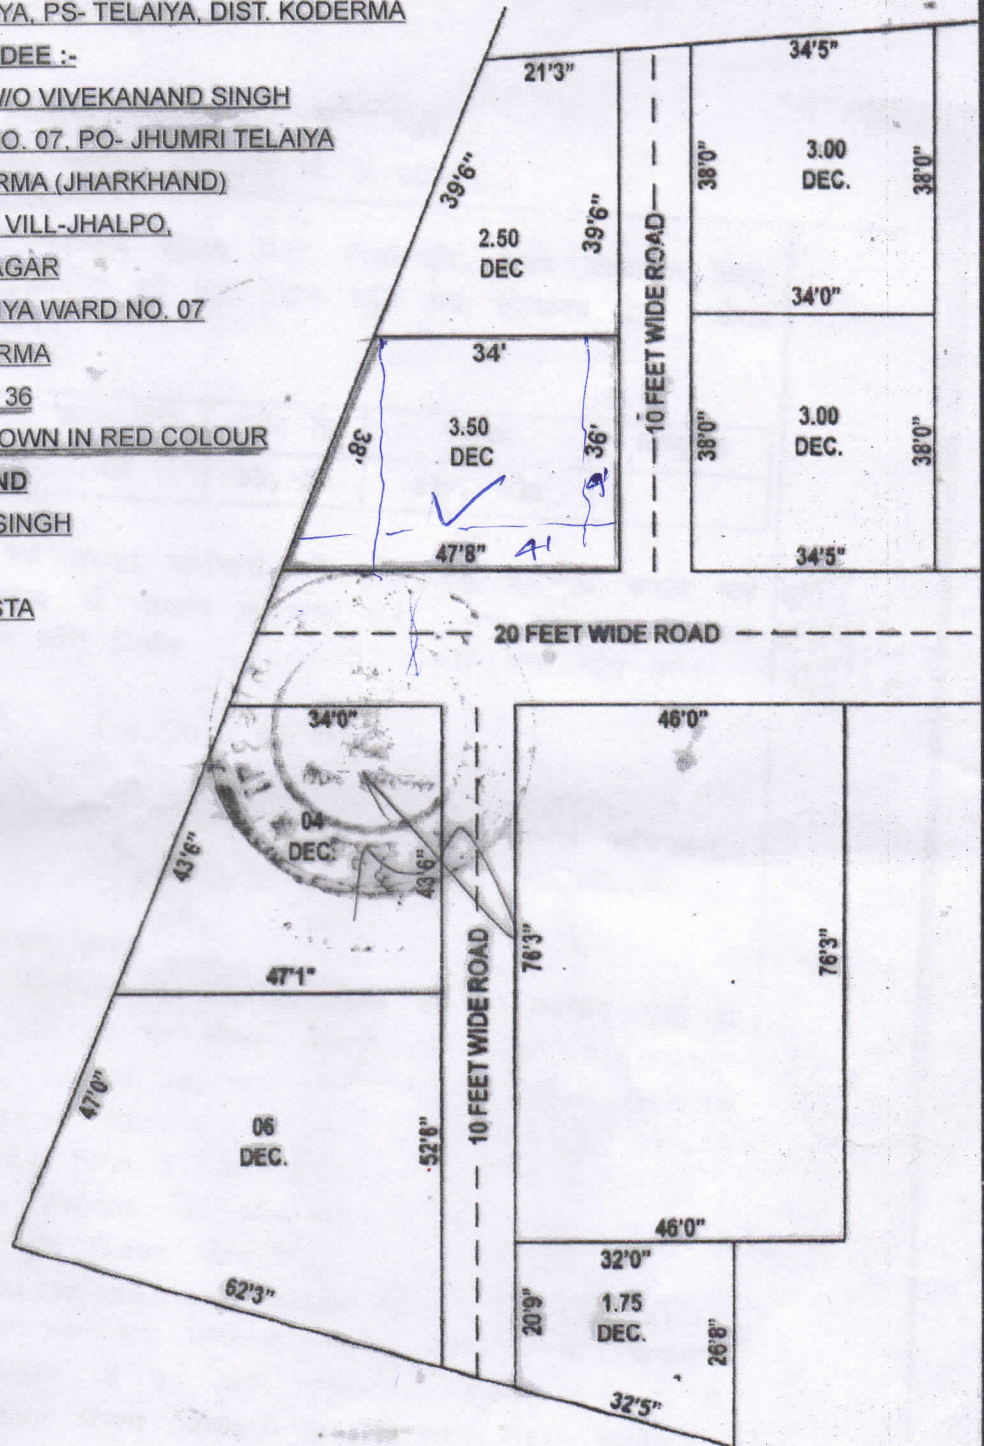 YA, PS- TELAIYA, DIST. KODERMA
DEE :-
W/O VIVEKANAND SINGH
NO. 07, PO- JHUMRI TELAIYA
RMA (JHARKHAND)
VILL-JHALPO,
AGAR
IYA WARD NO. 07
RMA
36
OWN IN RED COLOUR
ND
SINGH
STA
21'3"
34'5"
39'6"
39'6"
2.50
DEC
10 FEET WIDE ROAD
38'0"
3.00
DEC.
38'0"
34'0"
34'
38'
3.50
DEC
36'
4'
47'8"
4'
38'0"
3.00
DEC.
38'0"
34'5"
20 FEET WIDE ROAD
34'0"
46'0"
43'6"
04
DEC.
43'6"
47'1"
10 FEET WIDE ROAD
76'3"
76'3"
47'0"
06
DEC.
52'6"
62'3"
46'0"
32'0"
20'9"
1.75
DEC.
26'8"
32'5"